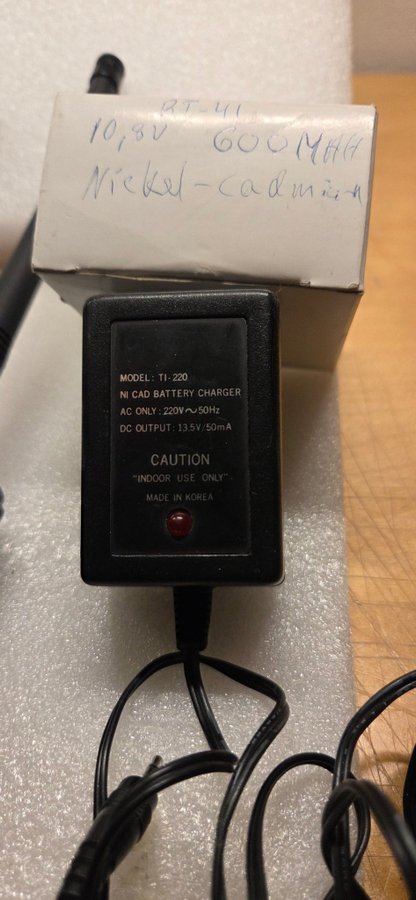 BT-41
10,8V 600MAH
Nickel-cadmium
MODEL: TI-220
NI CAD BATTERY CHARGER
AC ONLY: 220V～50Hz
DC OUTPUT: 13.5V/50mA
CAUTION
"INDOOR USE ONLY"
MADE IN KOREA